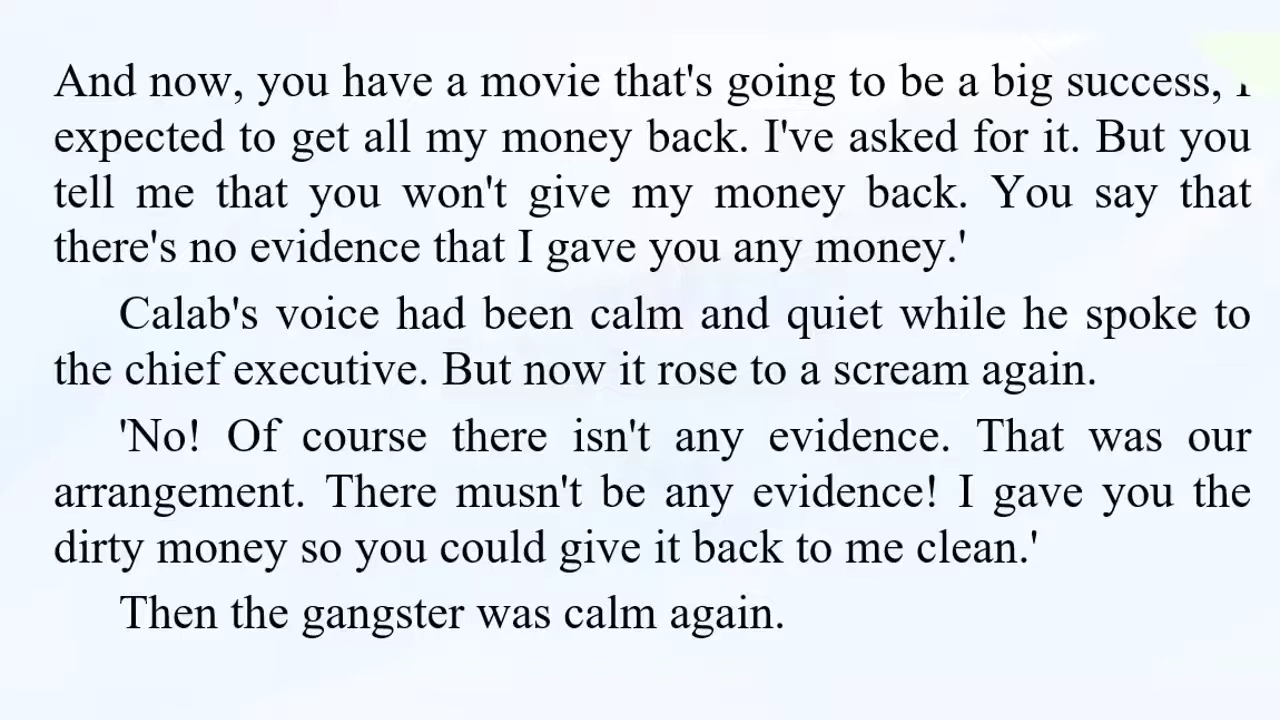 And now, you have a movie that's going to be a big success, I
expected to get all my money back. I've asked for it. But you
tell me that you won't give my money back. You say that
there's no evidence that I gave you any money.'
Calab's voice had been calm and quiet while he spoke to
the chief executive. But now it rose to a scream again.
'No! Of course there isn't any evidence. That was our
arrangement. There musn't be any evidence! I gave you the
dirty money so you could give it back to me clean.'
Then the gangster was calm again.